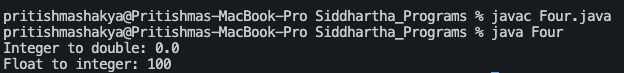 pritishmashakya@Pritishmas-MacBook-Pro Siddhartha_Programs % javac Four.java
pritishmashakya@Pritishmas-MacBook-Pro Siddhartha_Programs % java Four
Integer to double: 0.0
Float to integer: 100